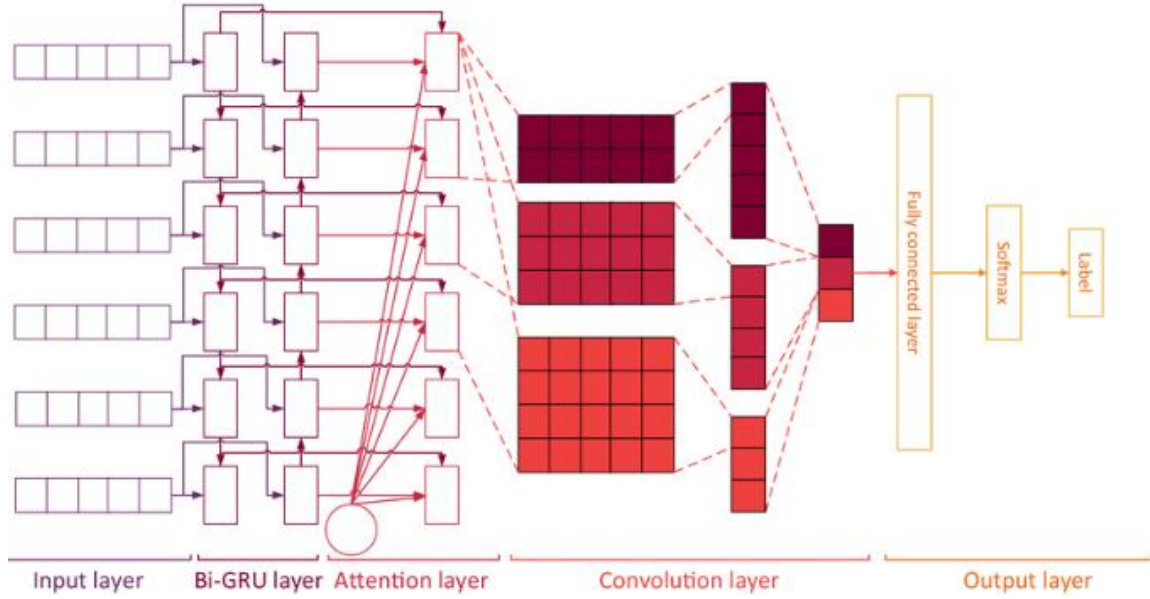 Fully connected layer
Softmax
Label
Input layer
Bi-GRU layer
Attention layer
Convolution layer
Output layer